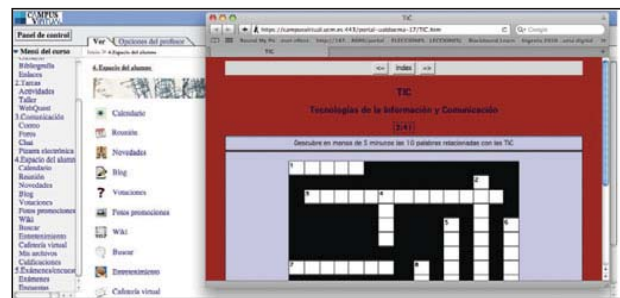 CAMPUS
VIRTUAL
Panel de control
Ver
Opciones del profesor
Menú del curso
Bibliografía
Enlaces
2.Tareas
Actividades
Taller
WebQuest
3.Comunicación
Correo
Foros
Chat
Pizarra electrónica
4.Espacio del alumno
Calendario
Reunión
Novedades
Blog
Votaciones
Fotos promociones
Wiki
Buscar
Entretenimiento
Cafetería virtual
Mis archivos
Calificaciones
Exámenes
Encuestas
4.Espacio del alumno
Calendario
Reunión
Novedades
Blog
Votaciones
Fotos promociones
Wiki
Buscar
Entretenimiento
Cafetería virtual
TIC
Google
TIC
<= Index =>
TIC
Tecnologías de la Información y Comunicación
Descubre en menos de 5 minutos las 10 palabras relacionadas con las TIC
1
2
3
4
5
6
7
8